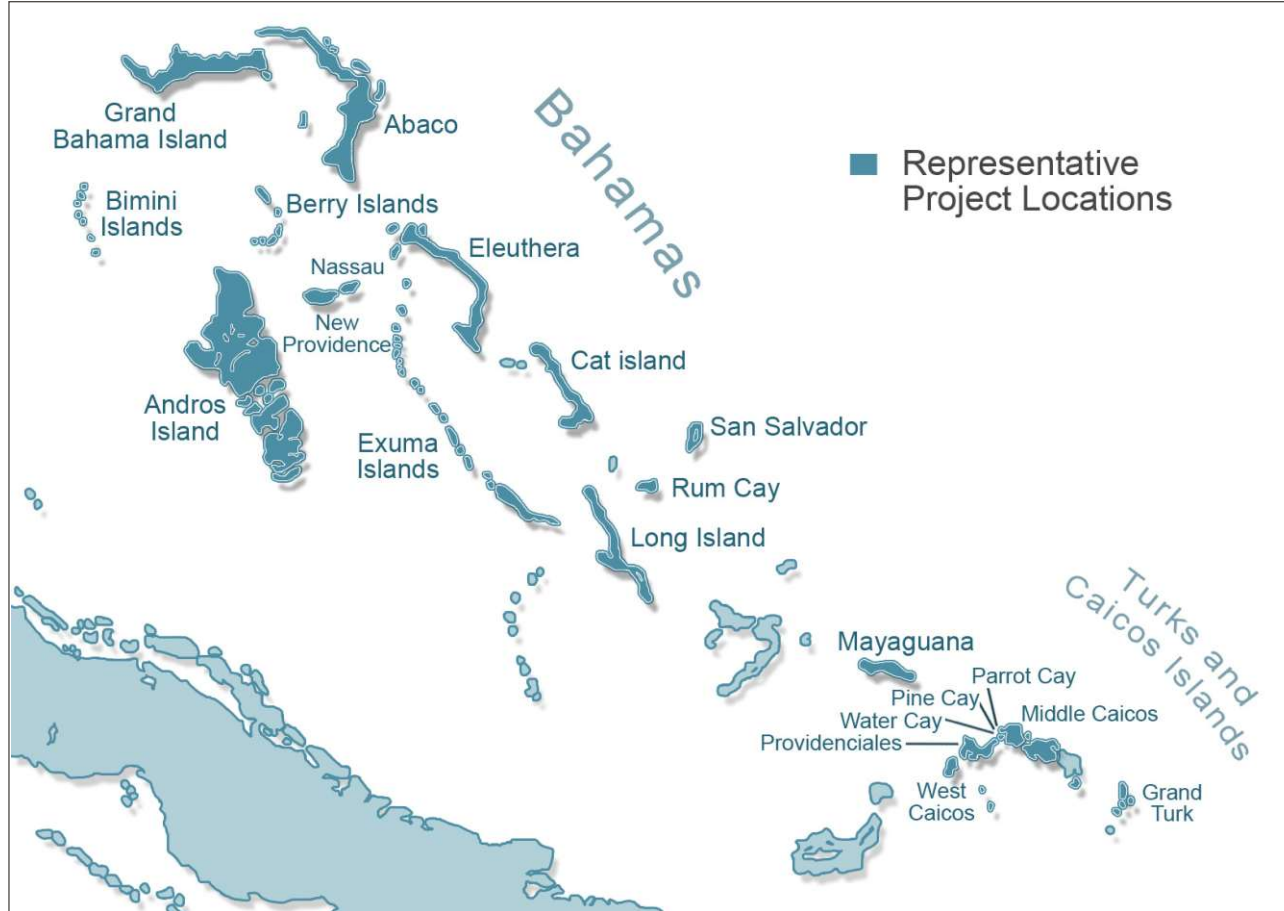 Grand
Bahama Island
Abaco
Bahamas
Representative
Project Locations
Bimini
Islands
Berry Islands
Eleuthera
Nassau
New
Providence
Cat island
Andros
Island
Exuma
Islands
San Salvador
Rum Cay
Long Island
Turks and
Caicos Islands
Mayaguana
Parrot Cay
Pine Cay
Middle Caicos
Water Cay
Providenciales
West
Caicos
Grand
Turk